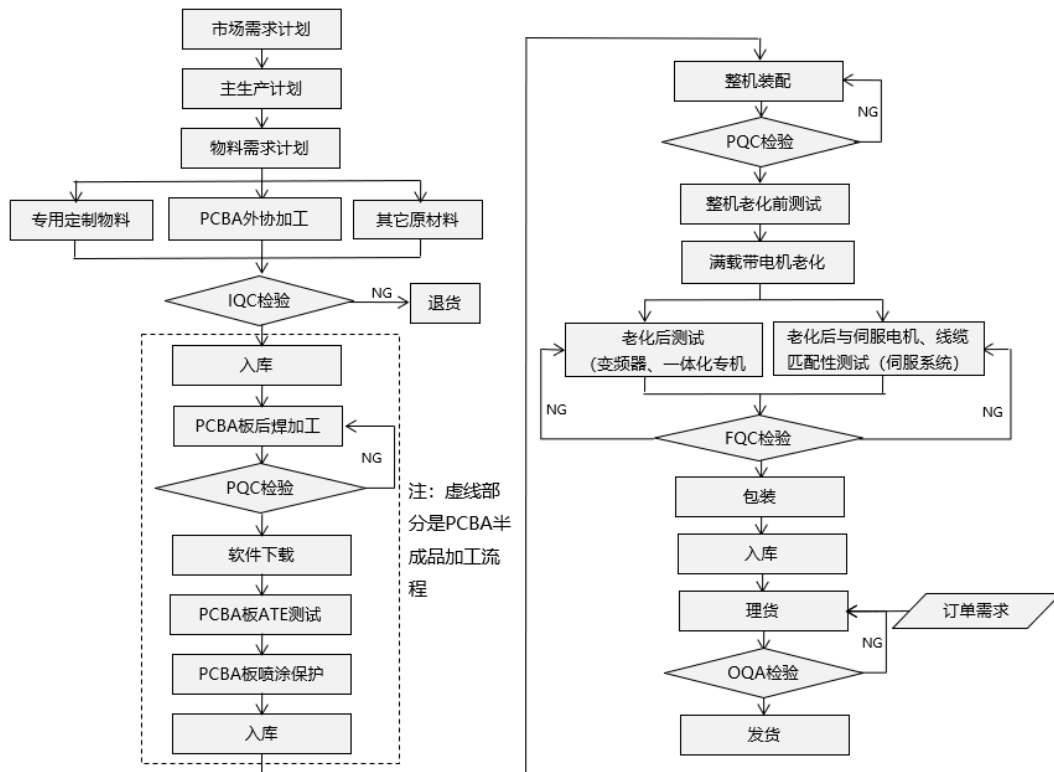 市场需求计划
主生产计划
物料需求计划
专用定制物料
PCBA外协加工
其它原材料
IQC检验
NG
退货
入库
PCBA板后焊加工
NG
PQC检验
注：虚线部
分是PCBA半
成品加工流
程
软件下载
PCBA板ATE测试
PCBA板喷涂保护
入库
整机装配
NG
PQC检验
整机老化前测试
满载带电机老化
老化后测试
（变频器、一体化专机
老化后与伺服电机、线缆
匹配性测试（伺服系统）
NG
NG
FQC检验
包装
入库
理货
订单需求
NG
OQA检验
发货